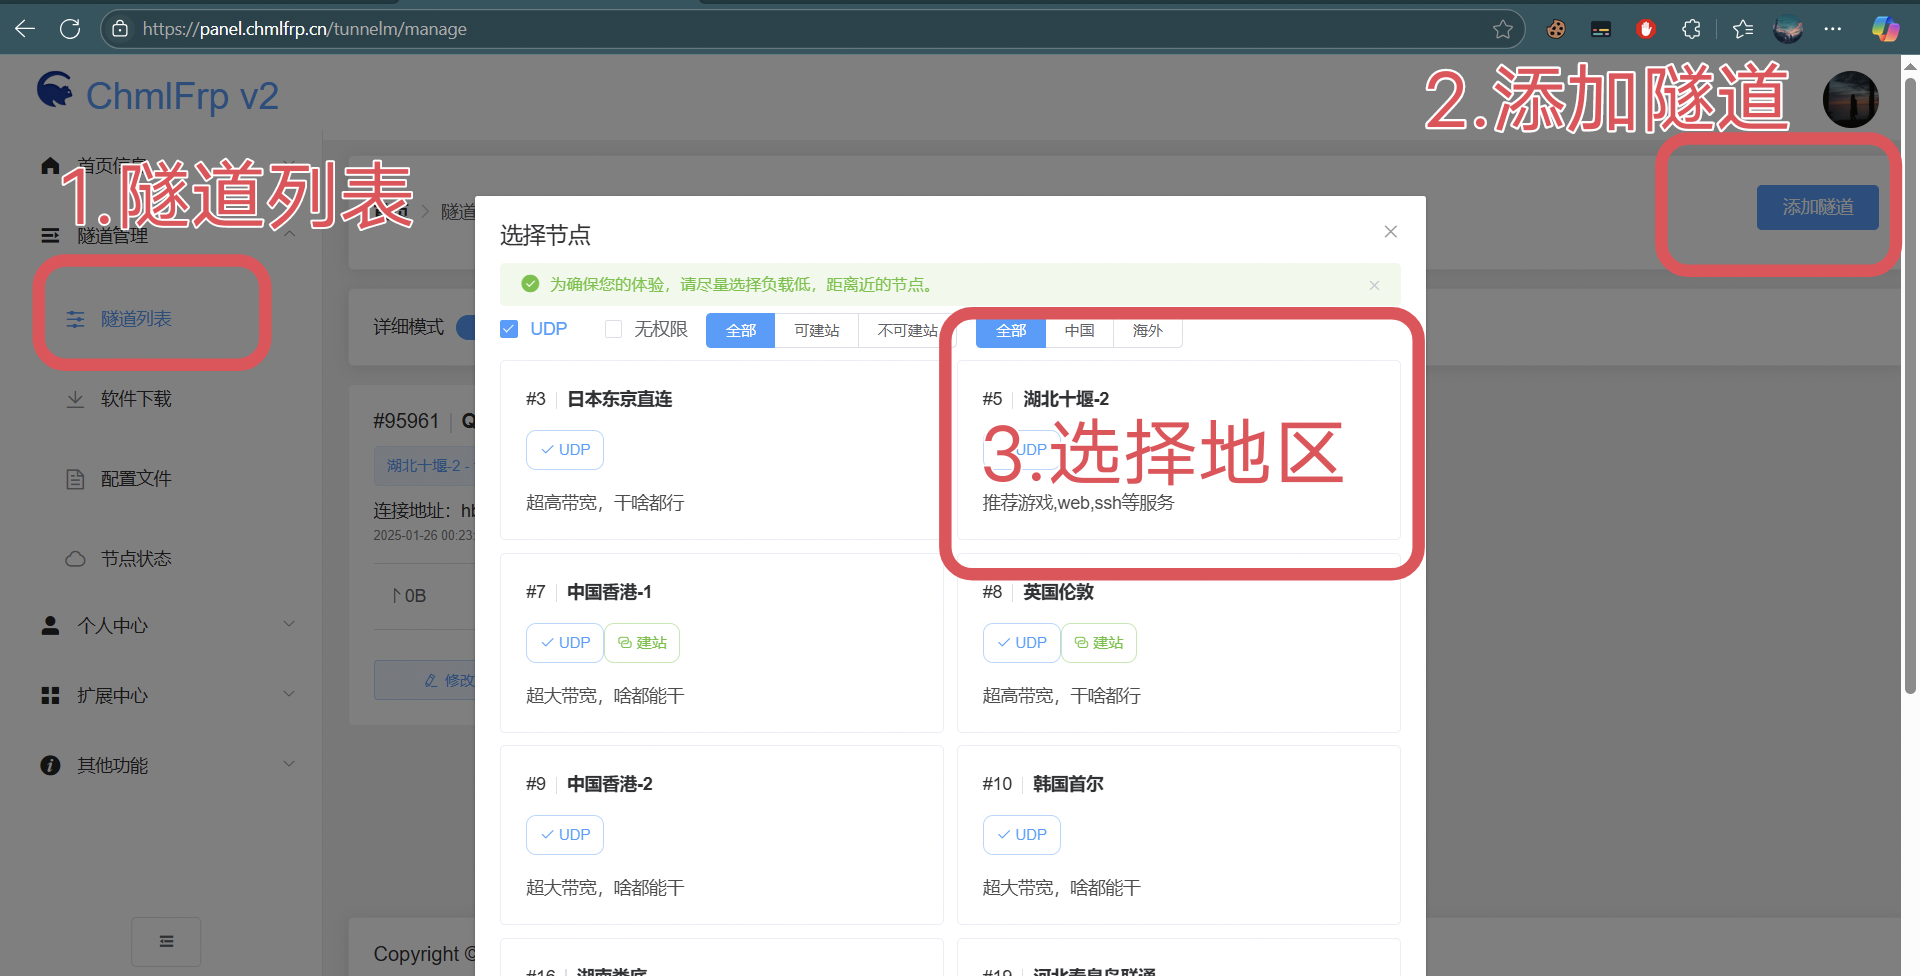 https://panel.chmlfrp.cn/tunnelm/manage
ChmlFrp v2
2.添加隧道
首页信息
1.隧道列表
隧道管理
隧道
添加隧道
选择节点
为确保您的体验，请尽量选择负载低，距离近的节点。
隧道列表
详细模式
UDP
无权限
全部
可建站
不可建站
全部
中国
海外
软件下载
配置文件
节点状态
个人中心
扩展中心
其他功能
#95961
湖北十堰-2 -
连接地址：
2025-01-26 00:23:
0B
修改
#3 日本东京直连
UDP
超高带宽，干啥都行
#5 湖北十堰-2
UDP
3.选择地区
推荐游戏,web,ssh等服务
#7 中国香港-1
UDP 建站
超大带宽，啥都能干
#8 英国伦敦
UDP 建站
超高带宽，干啥都行
#9 中国香港-2
UDP
超大带宽，啥都能干
#10 韩国首尔
UDP
超大带宽，啥都能干
#16 湖南娄底
#19 河北秦皇岛联通
Copyright ©